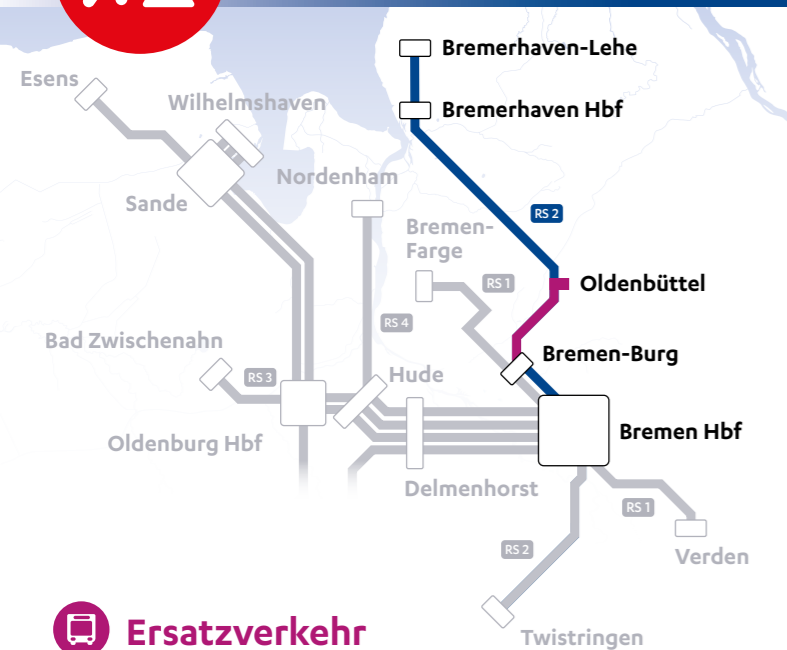 Bremerhaven-Lehe
Esens
Wilhelmshaven
Bremerhaven Hbf
Nordenham
Sande
RS 2
Bremen-
Farge
RS 1
Oldenbüttel
RS 4
Bad Zwischenahn
Bremen-Burg
RS 3
Hude
Oldenburg Hbf
Bremen Hbf
Delmenhorst
RS 1
RS 2
Verden
Ersatzverkehr
Twistringen